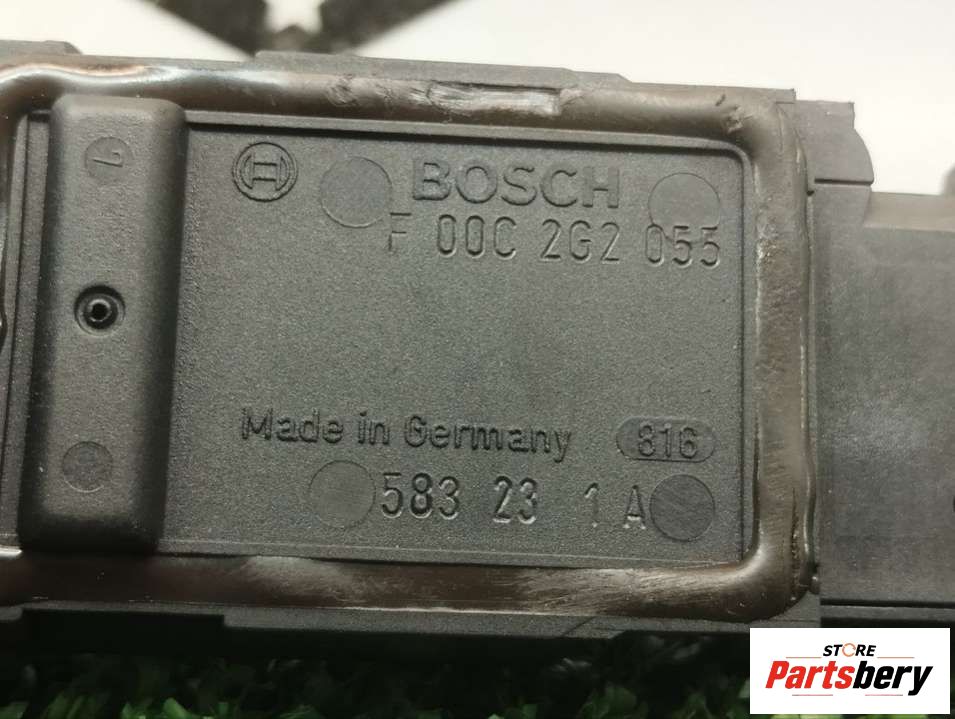 BOSCH
F 00C 2G2 055
Made in Germany 816
583 23 1 A
STORE
Partsbery